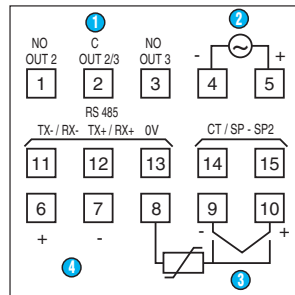 1 2
NO C NO - +
OUT 2 OUT 2/3 OUT 3
1 2 3 4 5
RS 485
TX- / RX- TX+ / RX+ 0V CT / SP - SP2
11 12 13 14 15
6 7 8 9 10
+ - - +
4 3